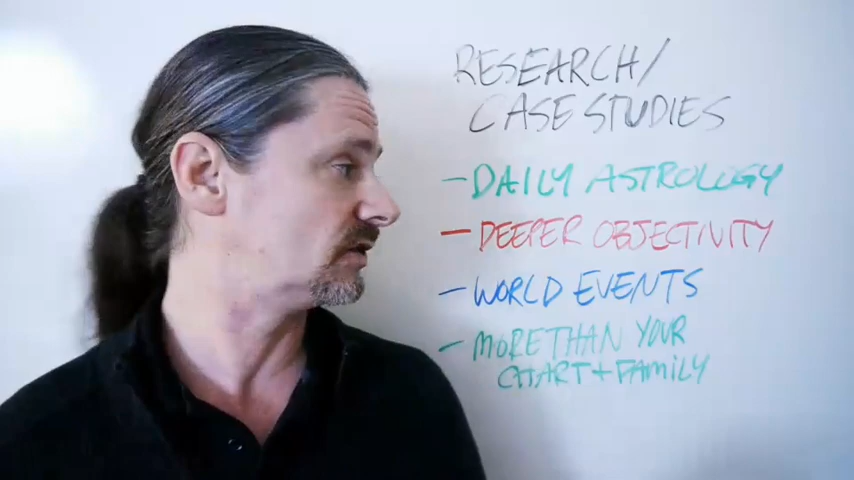 RESEARCH/
CASE STUDIES
- DAILY ASTROLOGY
- DEEPER OBJECTIVITY
- WORLD EVENTS
- MORE THAN YOUR
CHART + FAMILY